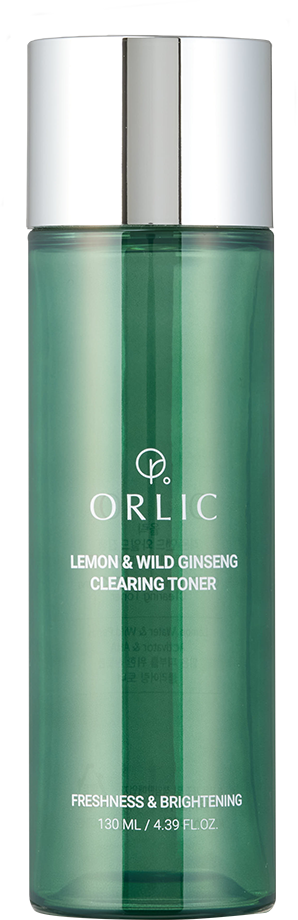 ORLIC
LEMON & WILD GINSENG
CLEARING TONER
FRESHNESS & BRIGHTENING
130 ML / 4.39 FL.OZ.